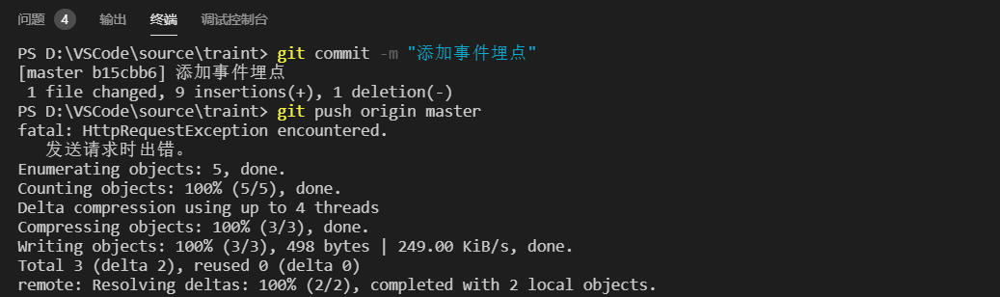 问题 4 输出 终端 调试控制台
PS D:\VSCode\source\traint> git commit -m "添加事件埋点"
[master b15cbb6] 添加事件埋点
 1 file changed, 9 insertions(+), 1 deletion(-)
PS D:\VSCode\source\traint> git push origin master
fatal: HttpRequestException encountered.
   发送请求时出错。
Enumerating objects: 5, done.
Counting objects: 100% (5/5), done.
Delta compression using up to 4 threads
Compressing objects: 100% (3/3), done.
Writing objects: 100% (3/3), 498 bytes | 249.00 KiB/s, done.
Total 3 (delta 2), reused 0 (delta 0)
remote: Resolving deltas: 100% (2/2), completed with 2 local objects.